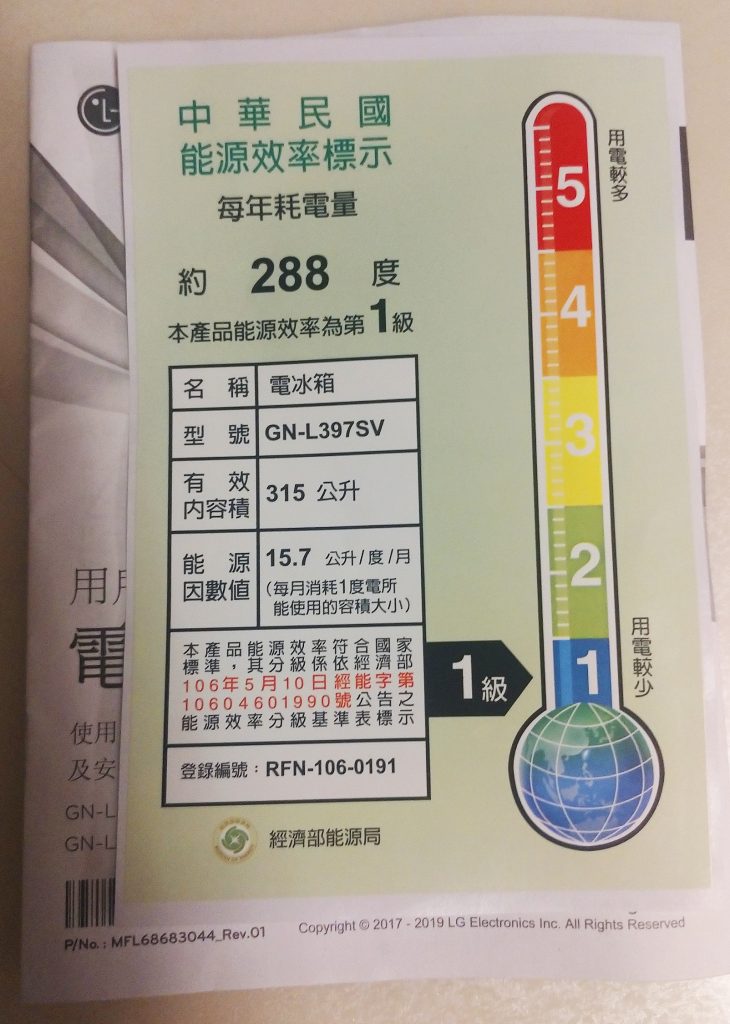 中華民國
能源效率標示
每年耗電量
約 288 度
本產品能源效率為第1級
名稱 電冰箱
型號 GN-L397SV
有效內容積 315 公升
能源因數值 15.7 公升/度/月
(每月消耗1度電所
能使用的容積大小)
本產品能源效率符合國家
標準，其分級係依經濟部
106年5月10日經能字第
10604601990號公告之
能源效率分級基準表標示
登錄編號：RFN-106-0191
經濟部能源局
用電較多
5
4
3
2
1
用電較少
1級
用
電
使用
及安
GN-L
GN-L
P/No. : MFL68683044_Rev.01
Copyright © 2017 - 2019 LG Electronics Inc. All Rights Reserved